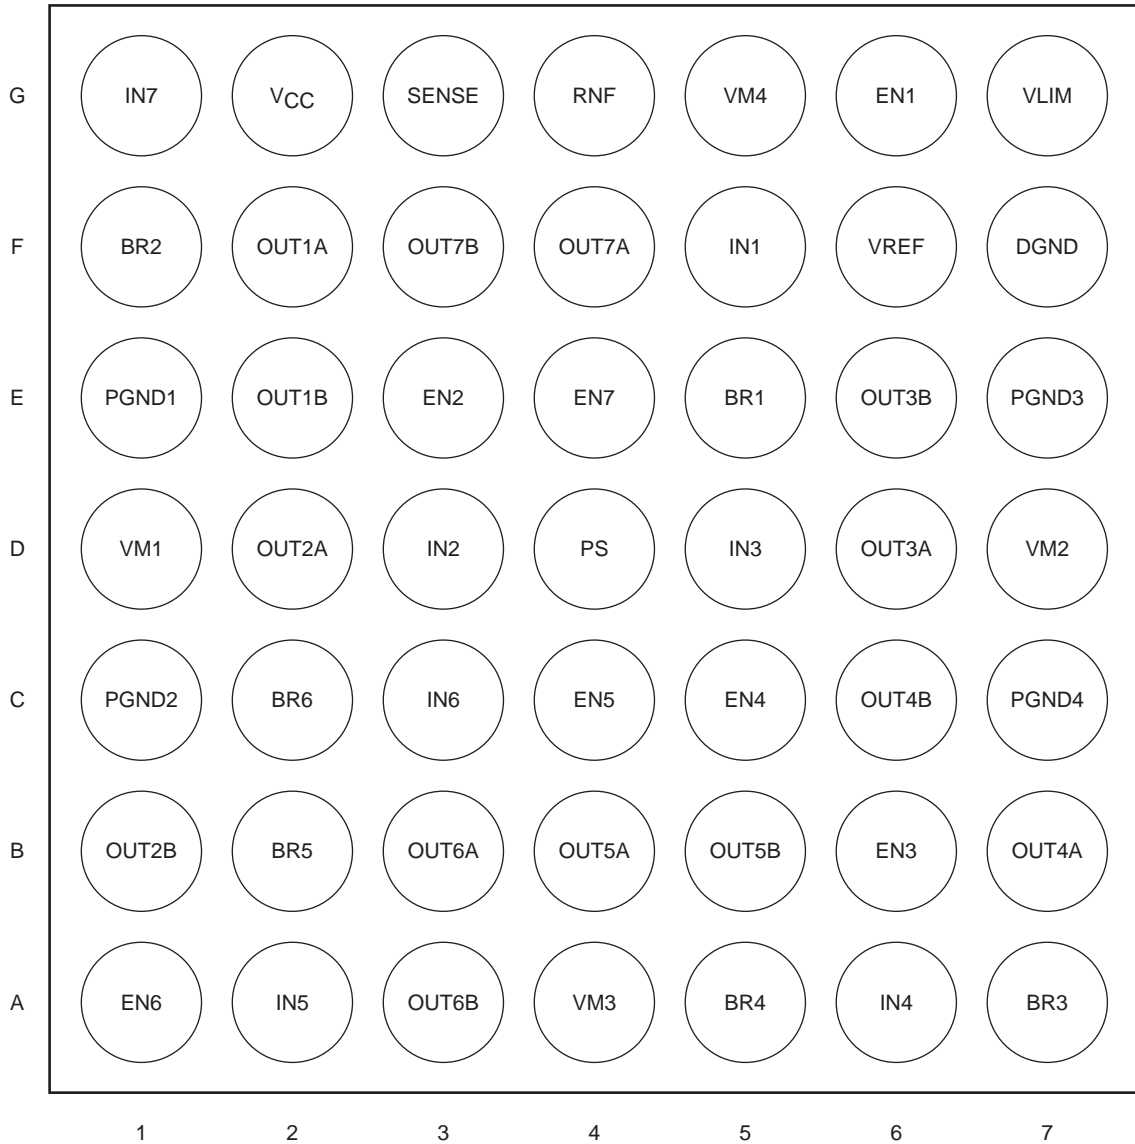 G IN7 VCC SENSE RNF VM4 EN1 VLIM
F BR2 OUT1A OUT7B OUT7A IN1 VREF DGND
E PGND1 OUT1B EN2 EN7 BR1 OUT3B PGND3
D VM1 OUT2A IN2 PS IN3 OUT3A VM2
C PGND2 BR6 IN6 EN5 EN4 OUT4B PGND4
B OUT2B BR5 OUT6A OUT5A OUT5B EN3 OUT4A
A EN6 IN5 OUT6B VM3 BR4 IN4 BR3
1 2 3 4 5 6 7